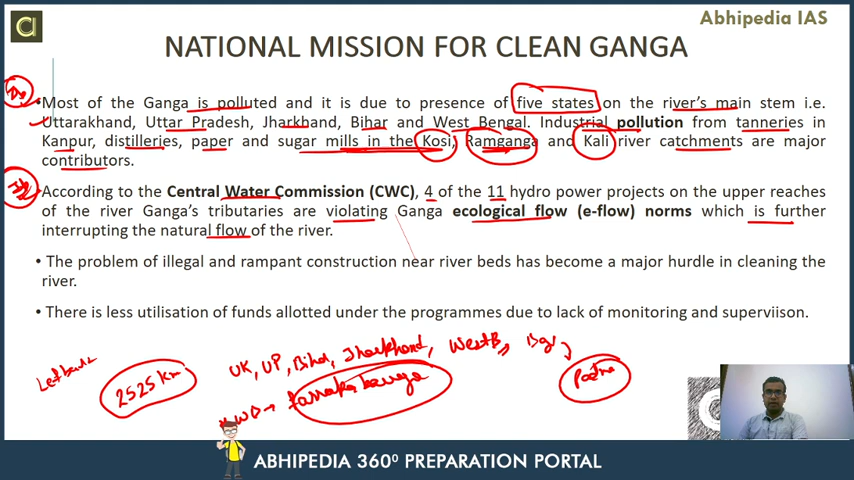 Abhipedia IAS
NATIONAL MISSION FOR CLEAN GANGA
• Most of the Ganga is polluted and it is due to presence of five states on the river's main stem i.e.
Uttarakhand, Uttar Pradesh, Jharkhand, Bihar and West Bengal. Industrial pollution from tanneries in
Kanpur, distilleries, paper and sugar mills in the Kosi, Ramganga and Kali river catchments are major
contributors.
According to the Central Water Commission (CWC), 4 of the 11 hydro power projects on the upper reaches
of the river Ganga's tributaries are violating Ganga ecological flow (e-flow) norms which is further
interrupting the natural flow of the river.
• The problem of illegal and rampant construction near river beds has become a major hurdle in cleaning the
river.
• There is less utilisation of funds allotted under the programmes due to lack of monitoring and superviison.
UK, UP, Bihar, Jharkhand, West B,
2525 km
ABHIPEDIA 360⁰ PREPARATION PORTAL